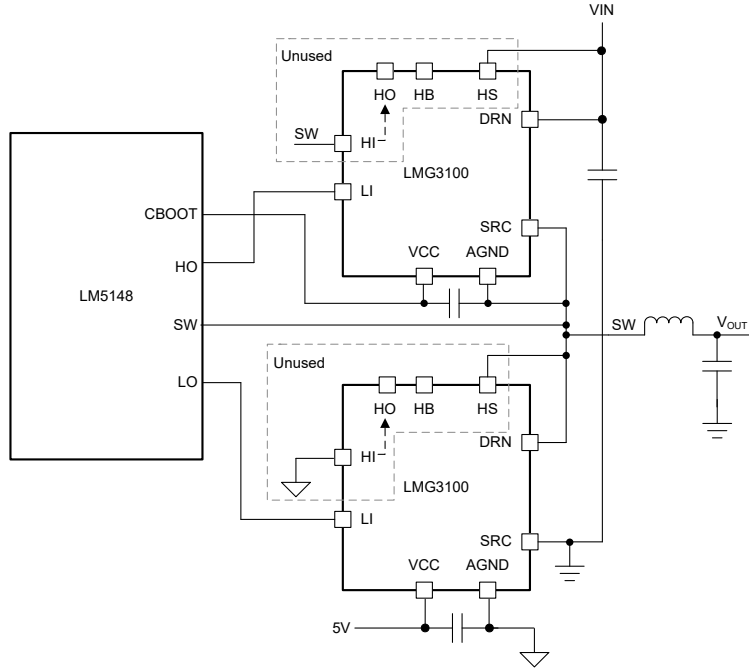 VIN
Unused
HO
HB
HS
DRN
SW
HI
LMG3100
LI
CBOOT
SRC
VCC
AGND
HO
LM5148
SW
SW
VOUT
Unused
LO
HO
HB
HS
DRN
HI
LMG3100
LI
SRC
VCC
AGND
5V